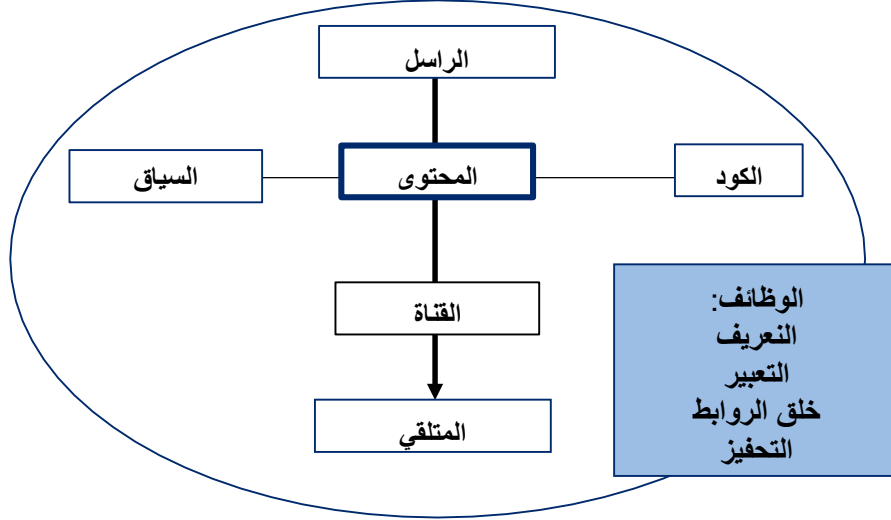 الراسل
الكود
المحتوى
السياق
القناة
المتلقي
الوظائف:
النعريف
التعبير
خلق الروابط
التحفيز